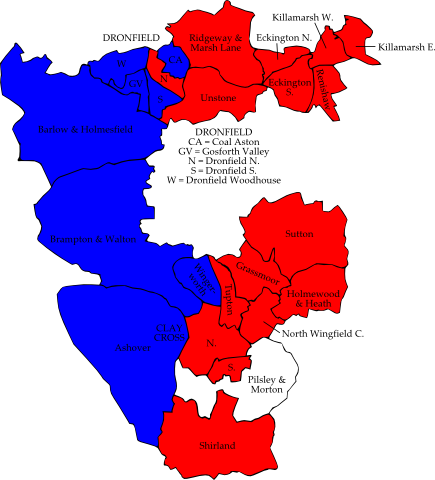 Killamarsh W.
DRONFIELD
Ridgeway &
Marsh Lane
Eckington N.
Killamarsh E.
W
CA
GV
N.
S.
Unstone
Eckington
S.
Renishaw
Barlow & Holmesfield
DRONFIELD
CA = Coal Aston
GV = Gosforth Valley
N = Dronfield N.
S = Dronfield S.
W = Dronfield Woodhouse
Brampton & Walton
Sutton
Grassmoor
Tupton
Holmewood
& Heath
CLAY
CROSS
North Wingfield C.
Ashover
N.
S.
Pilsley &
Morton
Shirland